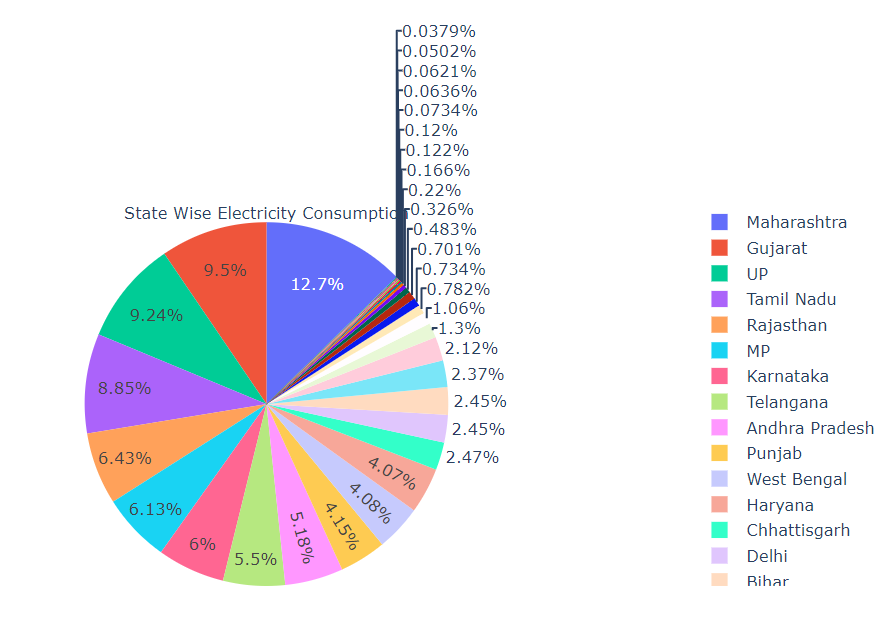 0.0379%
0.0502%
0.0621%
0.0636%
0.0734%
0.12%
0.122%
0.166%
0.22%
0.326%
0.483%
0.701%
0.734%
0.782%
1.06%
1.3%
2.12%
2.37%
2.45%
2.45%
2.47%
4.07%
4.08%
4.15%
5.18%
5.5%
6%
6.13%
6.43%
8.85%
9.24%
9.5%
12.7%
State Wise Electricity Consumption
Maharashtra
Gujarat
UP
Tamil Nadu
Rajasthan
MP
Karnataka
Telangana
Andhra Pradesh
Punjab
West Bengal
Haryana
Chhattisgarh
Delhi
Bihar